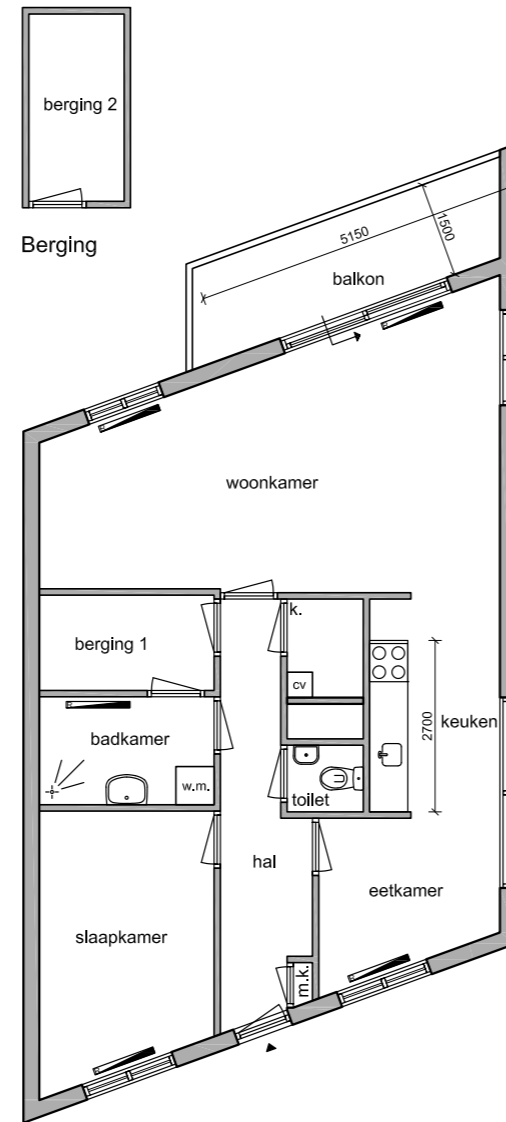 berging 2
Berging
5150
1500
balkon
woonkamer
k.
berging 1
cv
keuken
2700
badkamer
w.m.
toilet
hal
eetkamer
slaapkamer
m.k.